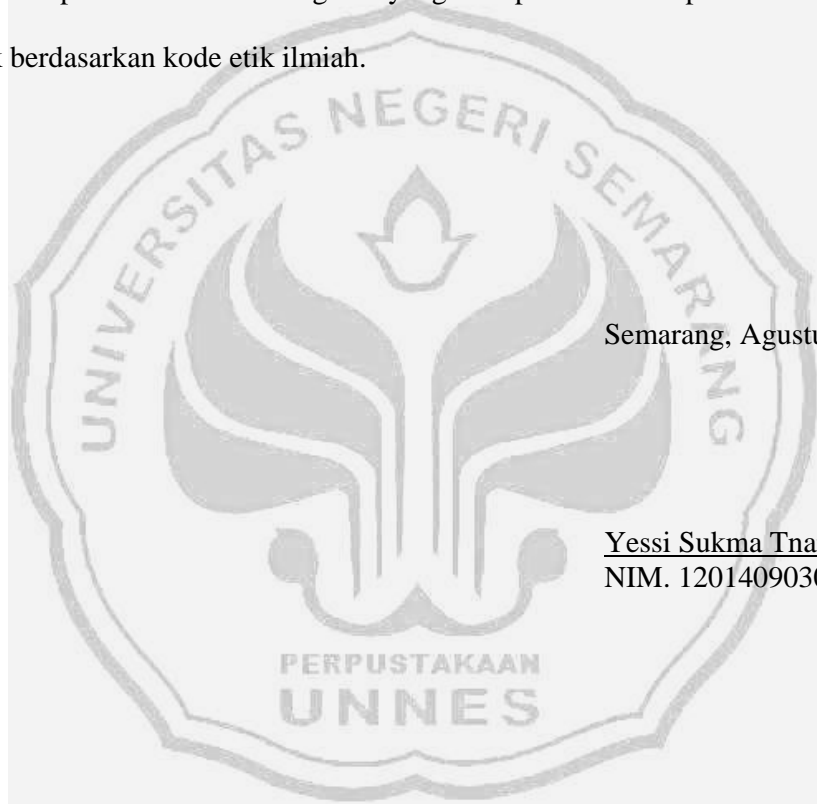 berdasarkan kode etik ilmiah.
UNIVERSITAS NEGERI SEMARANG
Semarang, Agustu
Yessi Sukma Tna
NIM. 120140903
PERPUSTAKAAN
UNNES